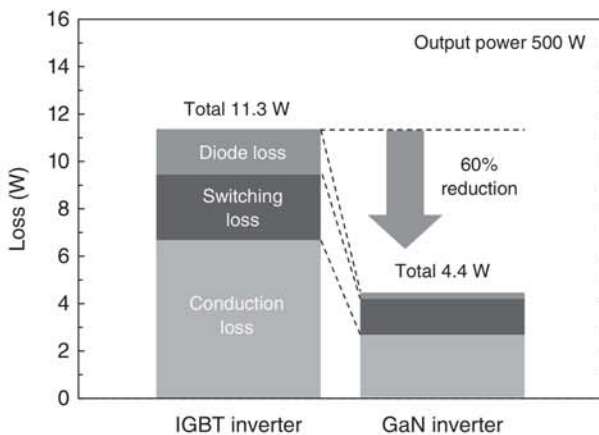 16
14
12
10
8
6
4
2
0
Loss (W)
Output power 500 W
Total 11.3 W
Diode loss
Switching
loss
Conduction
loss
60%
reduction
Total 4.4 W
IGBT inverter
GaN inverter